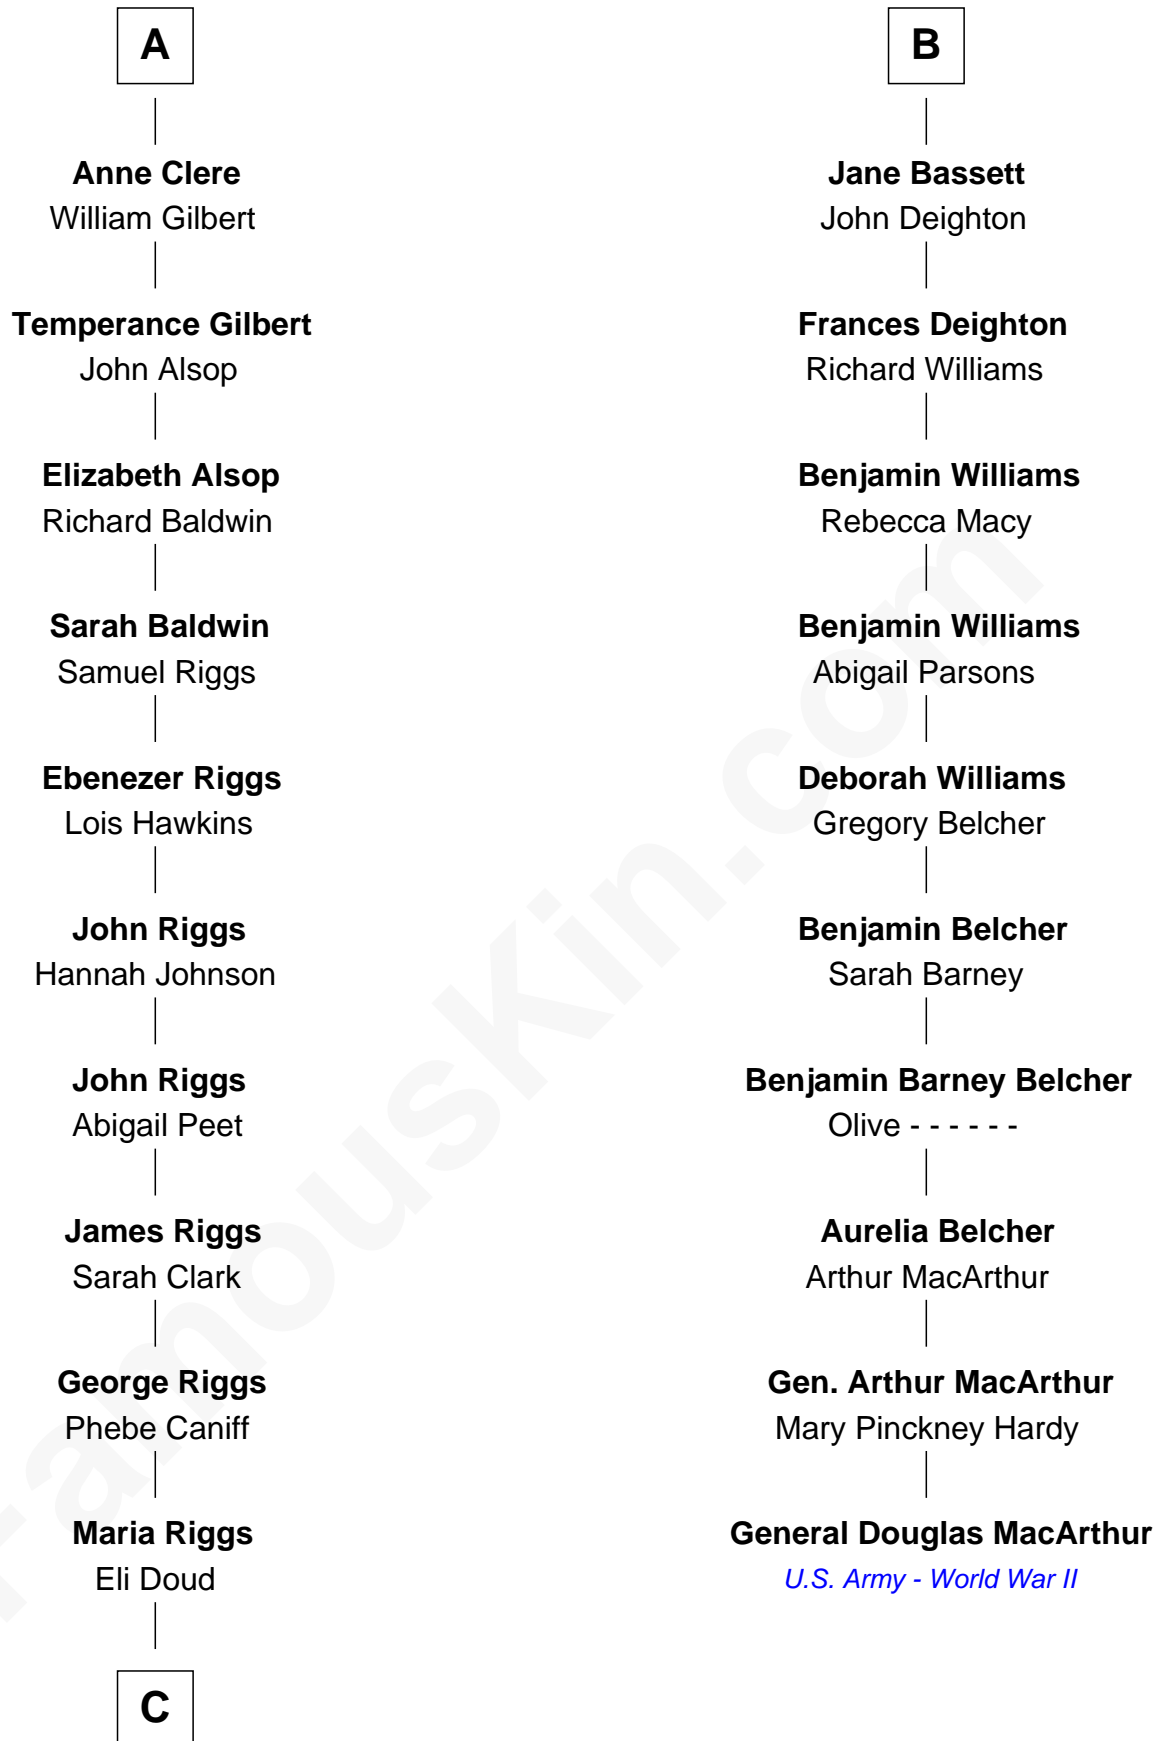 A
Anne Clere
William Gilbert
Temperance Gilbert
John Alsop
Elizabeth Alsop
Richard Baldwin
Sarah Baldwin
Samuel Riggs
Ebenezer Riggs
Lois Hawkins
John Riggs
Hannah Johnson
John Riggs
Abigail Peet
James Riggs
Sarah Clark
George Riggs
Phebe Caniff
Maria Riggs
Eli Doud
C
B
Jane Bassett
John Deighton
Frances Deighton
Richard Williams
Benjamin Williams
Rebecca Macy
Benjamin Williams
Abigail Parsons
Deborah Williams
Gregory Belcher
Benjamin Belcher
Sarah Barney
Benjamin Barney Belcher
Olive - - - - - -
Aurelia Belcher
Arthur MacArthur
Gen. Arthur MacArthur
Mary Pinckney Hardy
General Douglas MacArthur
U.S. Army - World War II
FamousKin.com